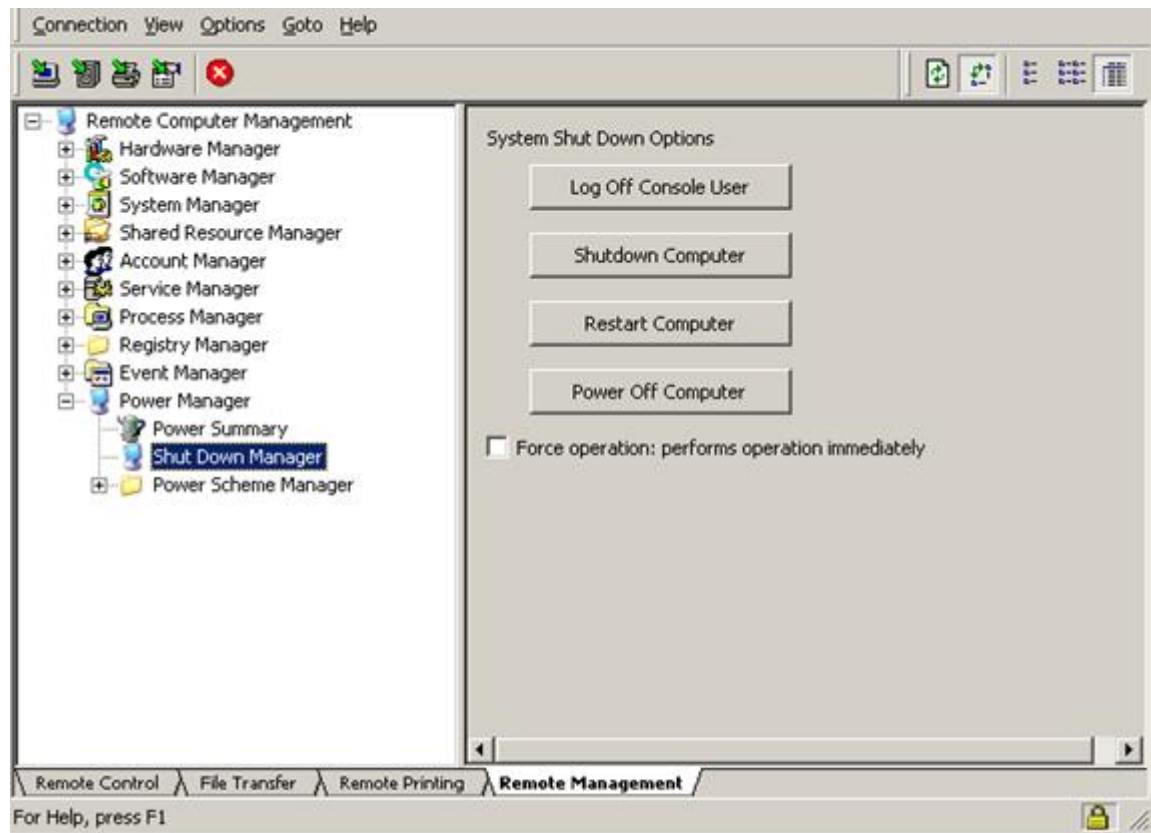 Connection View Options Goto Help
Remote Computer Management
Hardware Manager
Software Manager
System Manager
Shared Resource Manager
Account Manager
Service Manager
Process Manager
Registry Manager
Event Manager
Power Manager
Power Summary
Shut Down Manager
Power Scheme Manager
System Shut Down Options
Log Off Console User
Shutdown Computer
Restart Computer
Power Off Computer
Force operation: performs operation immediately
Remote Control File Transfer Remote Printing Remote Management
For Help, press F1